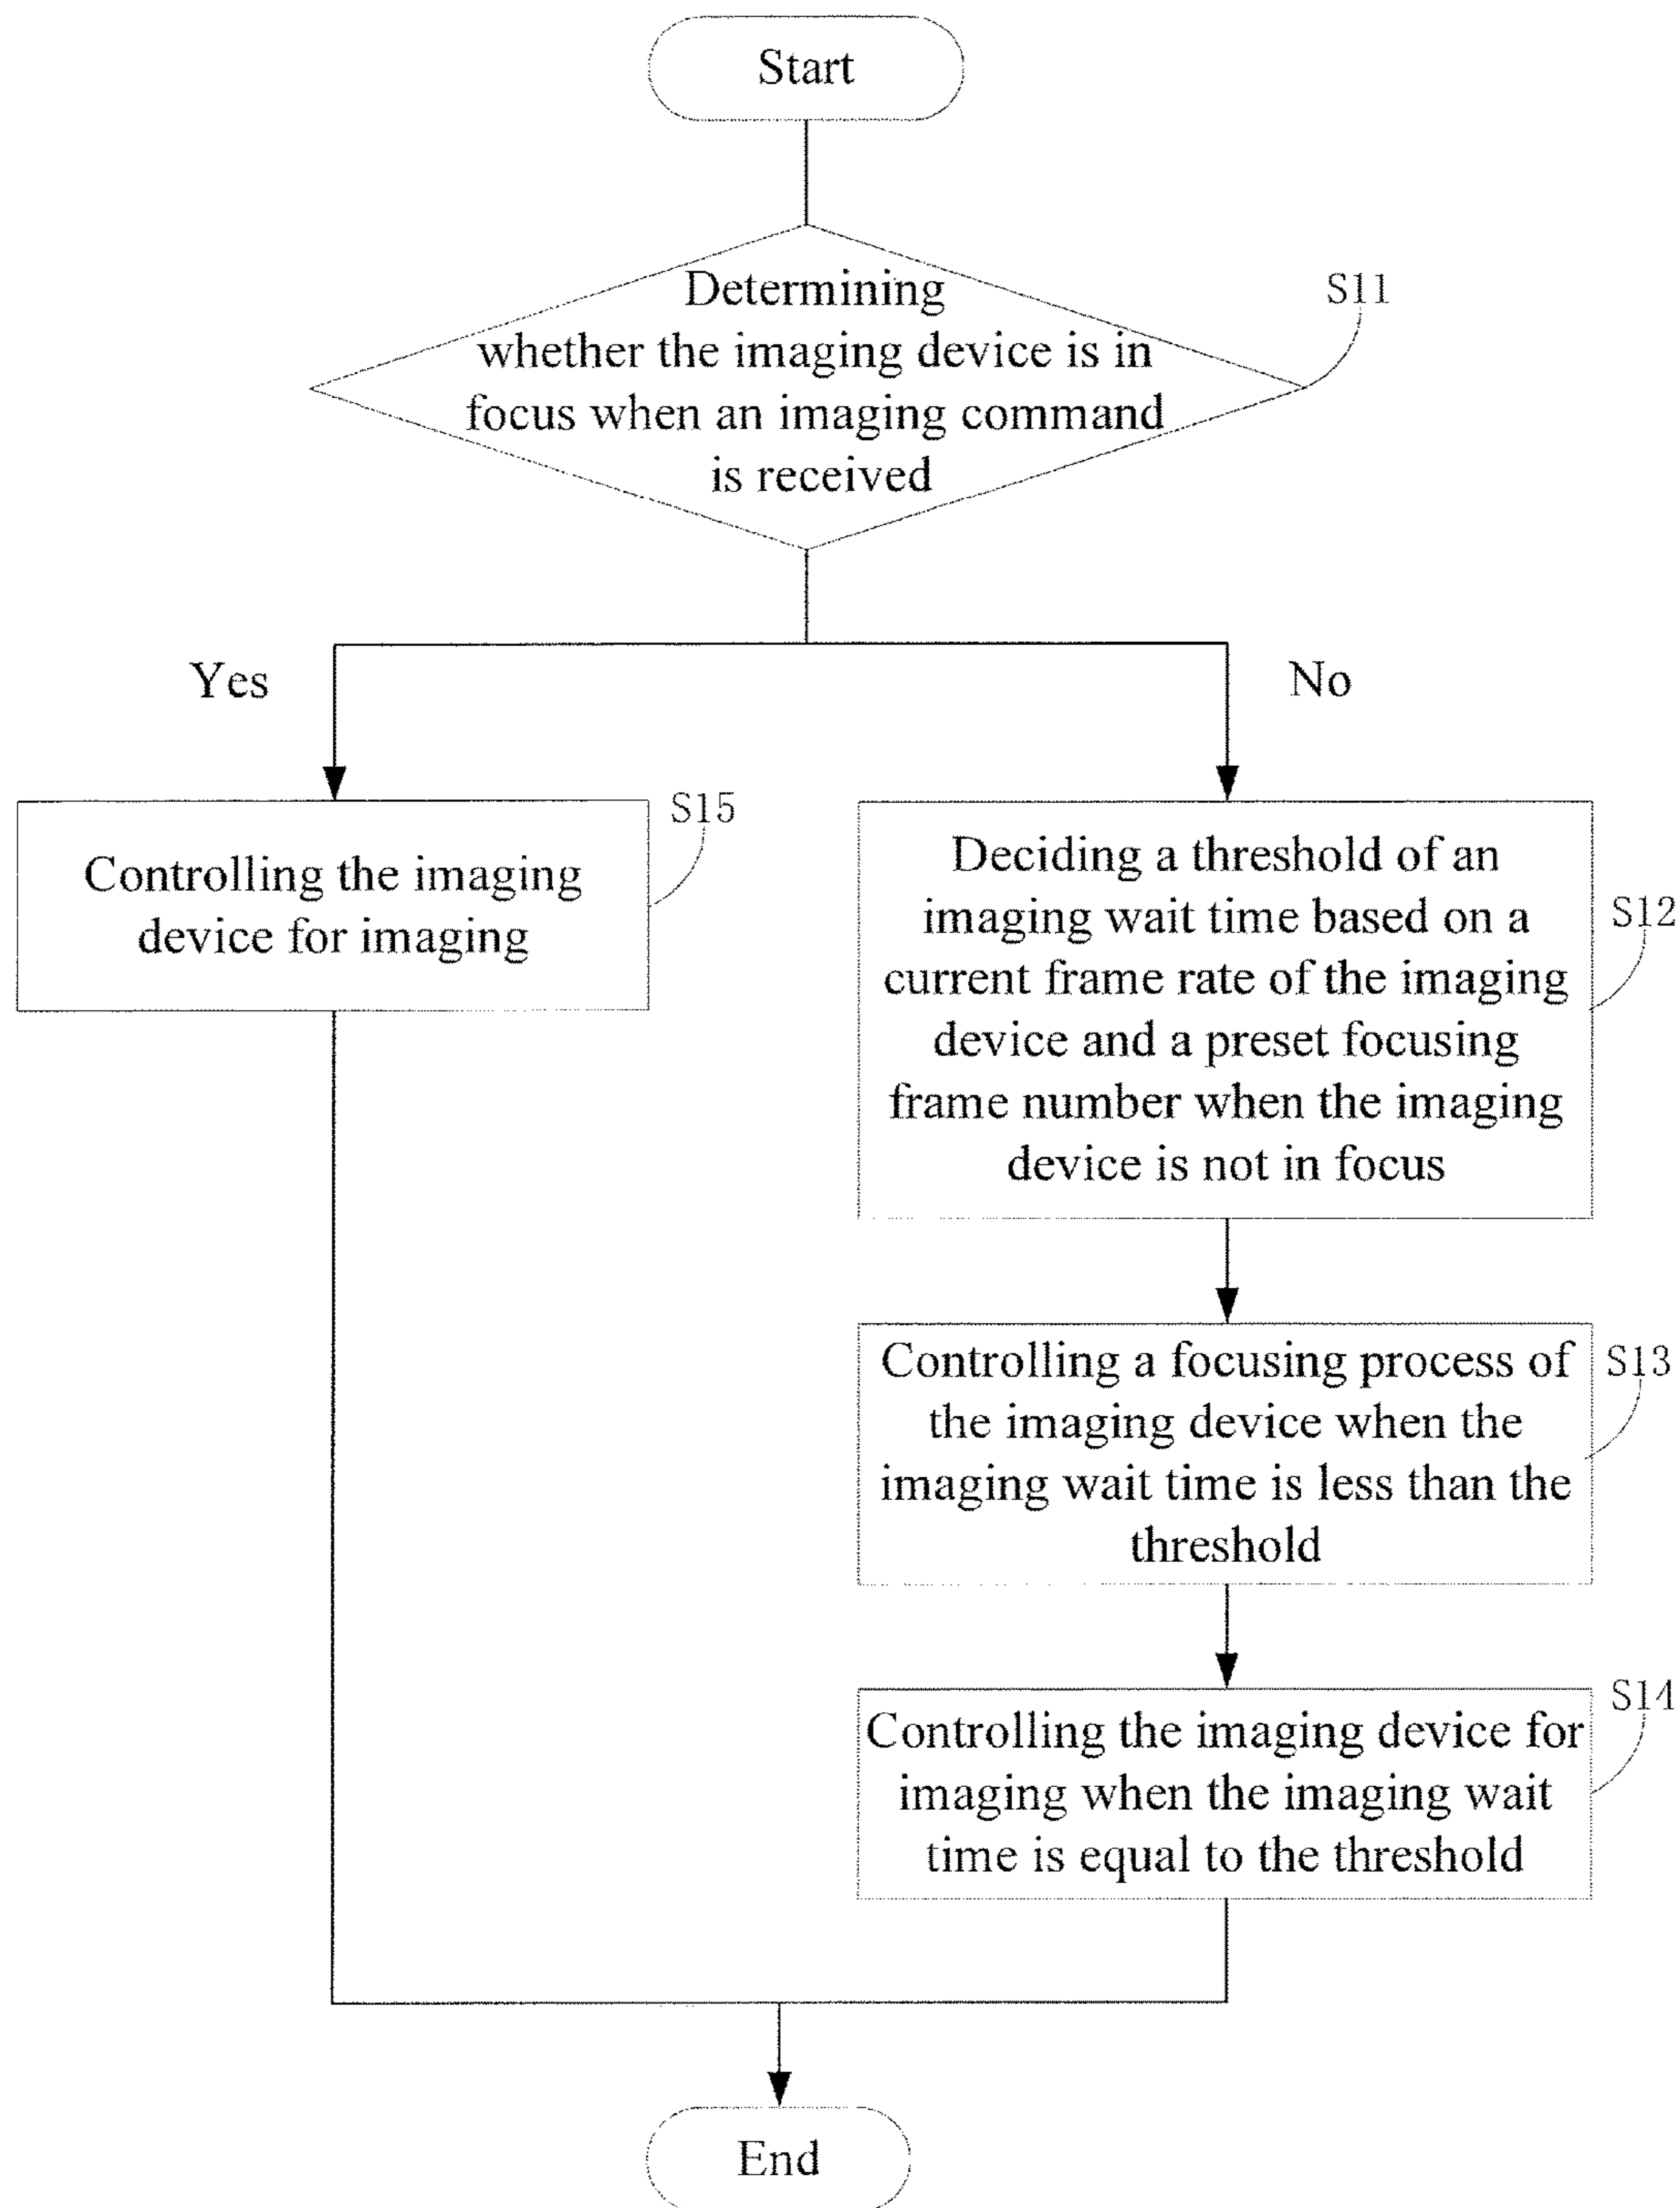 Start
Determining
whether the imaging device is in
focus when an imaging command
is received
S11
Yes
No
Controlling the imaging
device for imaging
S15
Deciding a threshold of an
imaging wait time based on a
current frame rate of the imaging
device and a preset focusing
frame number when the imaging
device is not in focus
S12
Controlling a focusing process of
the imaging device when the
imaging wait time is less than the
threshold
S13
Controlling the imaging device for
imaging when the imaging wait
time is equal to the threshold
S14
End